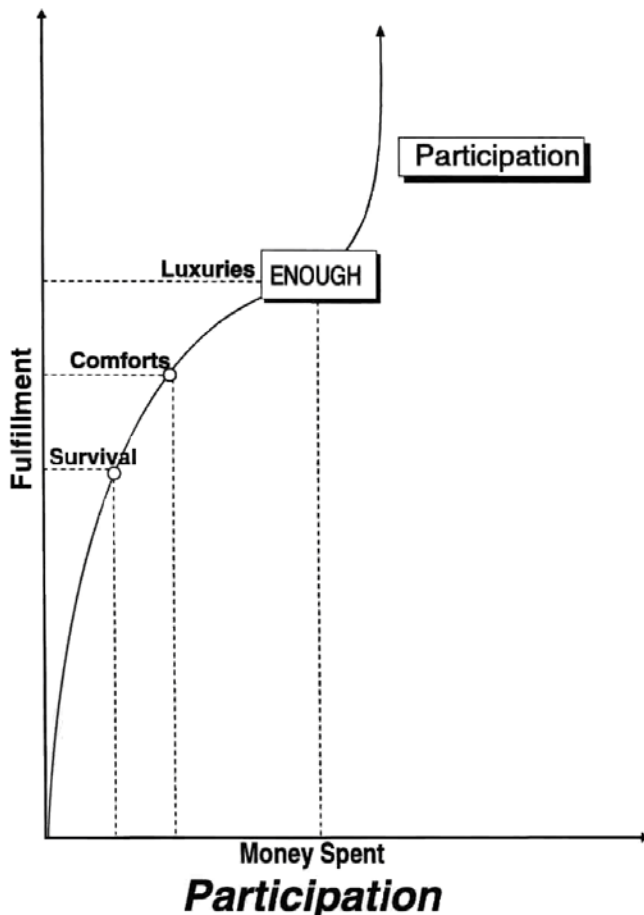 Participation
Luxuries
ENOUGH
Comforts
Survival
Fulfillment
Money Spent
Participation